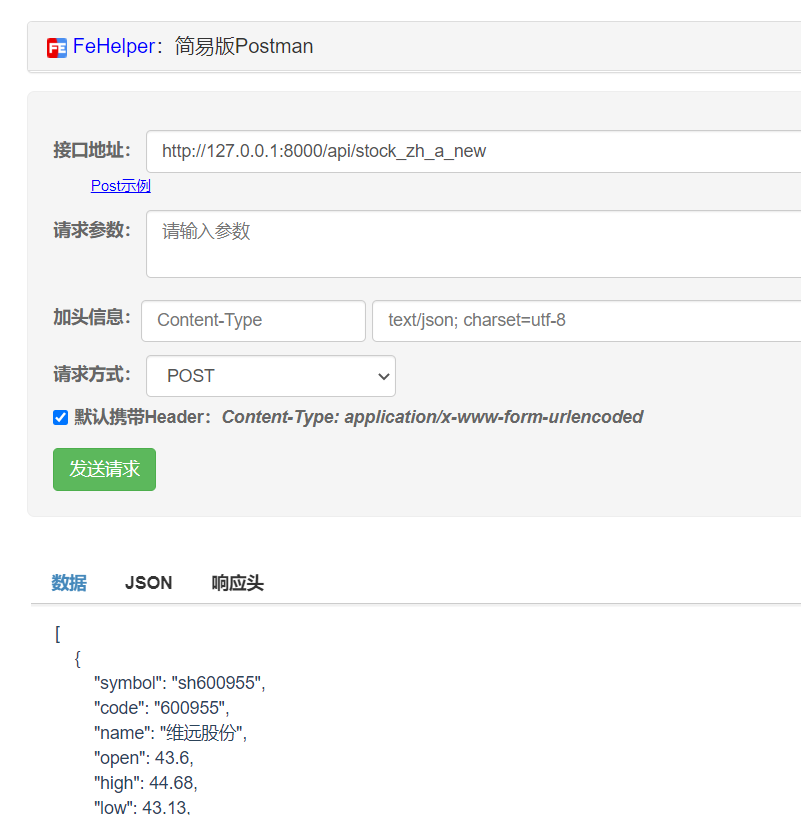 FE FeHelper：简易版Postman
接口地址： http://127.0.0.1:8000/api/stock_zh_a_new
Post示例
请求参数： 请输入参数
加头信息： Content-Type text/json; charset=utf-8
请求方式： POST
默认携带Header：Content-Type: application/x-www-form-urlencoded
发送请求
数据 JSON 响应头
[
{
"symbol": "sh600955",
"code": "600955",
"name": "维远股份",
"open": 43.6,
"high": 44.68,
"low": 43.13,